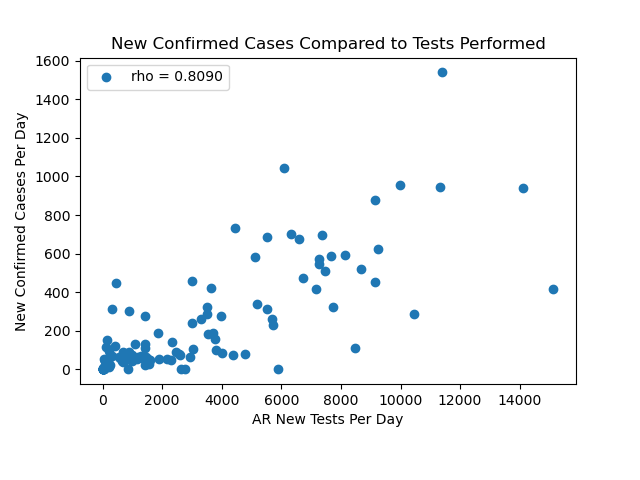 New Confirmed Cases Compared to Tests Performed
rho = 0.8090
New Confirmed Caeses Per Day
1600
1400
1200
1000
800
600
400
200
0
0 2000 4000 6000 8000 10000 12000 14000
AR New Tests Per Day